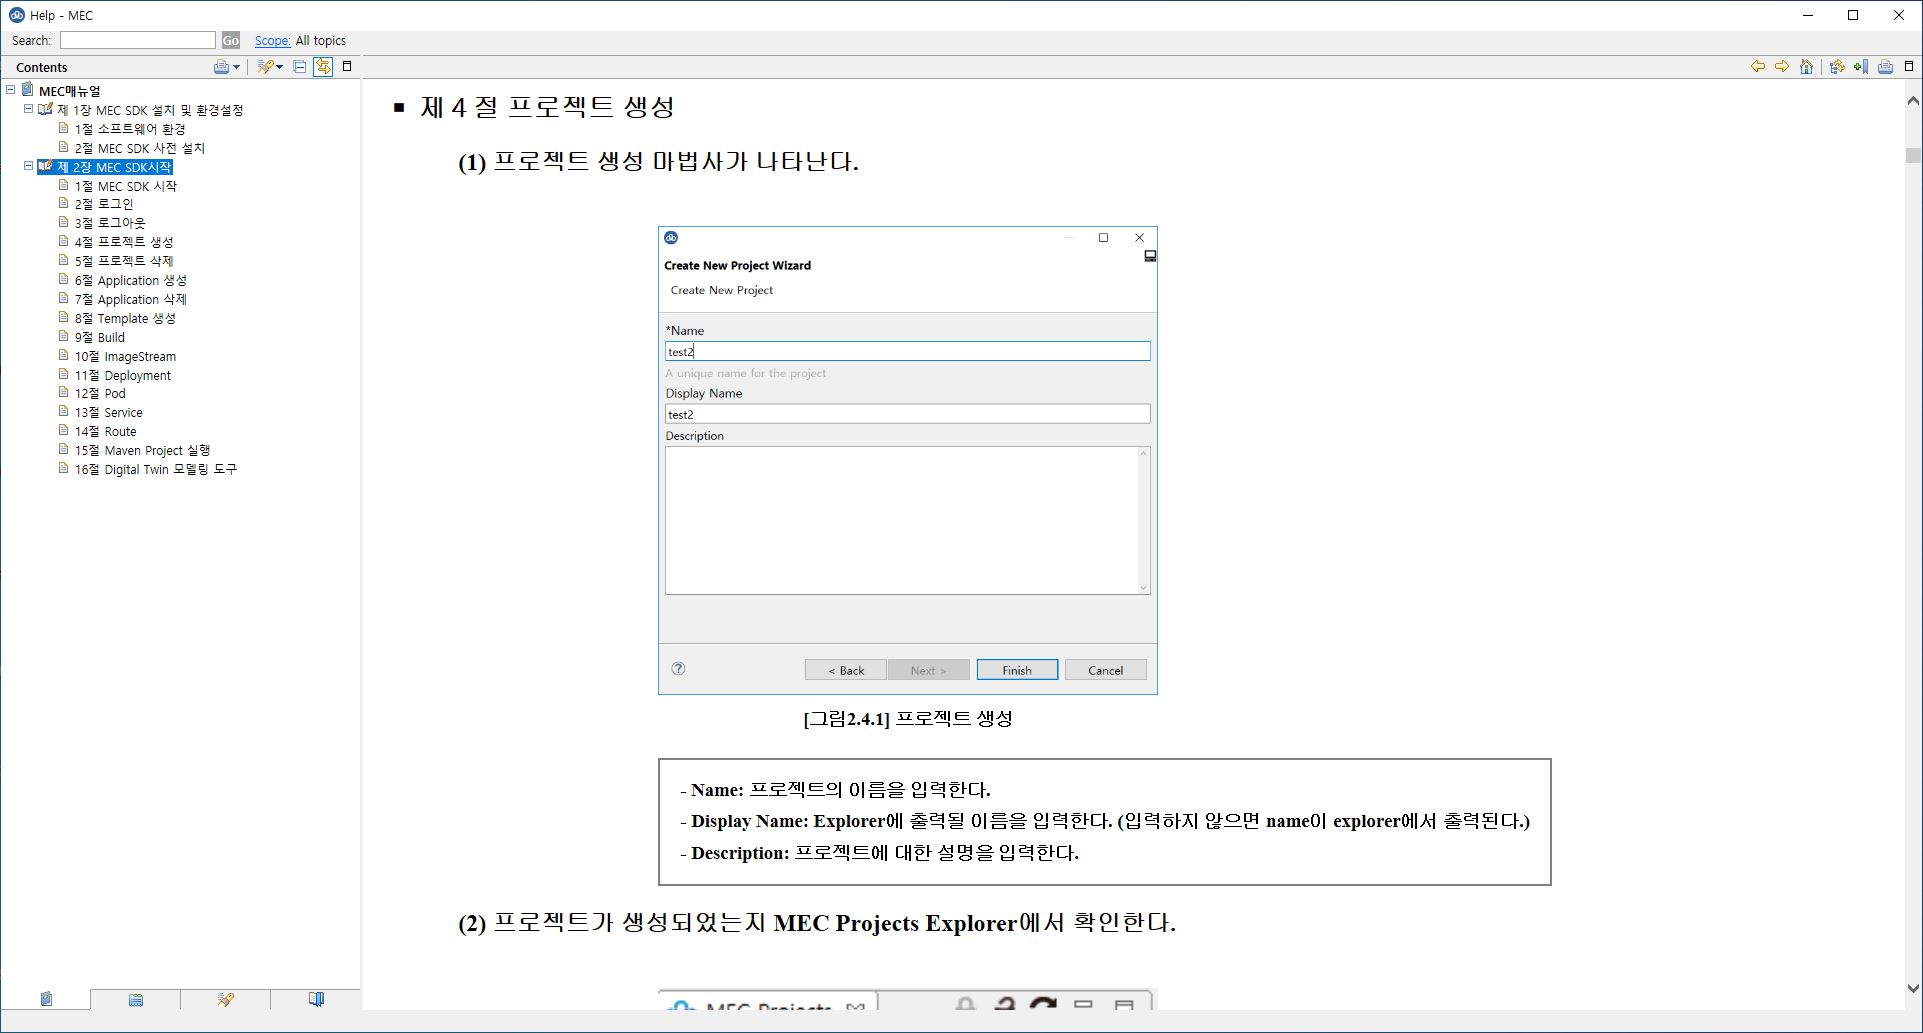 Help - MEC
Search:
Go
Scope: All topics
Contents
MEC매뉴얼
제 1장 MEC SDK 설치 및 환경설정
1절 소프트웨어 환경
2절 MEC SDK 사전 설치
제 2장 MEC SDK시작
1절 MEC SDK 시작
2절 로그인
3절 로그아웃
4절 프로젝트 생성
5절 프로젝트 삭제
6절 Application 생성
7절 Application 삭제
8절 Template 생성
9절 Build
10절 ImageStream
11절 Deployment
12절 Pod
13절 Service
14절 Route
15절 Maven Project 실행
16절 Digital Twin 모델링 도구
■ 제 4 절 프로젝트 생성
(1) 프로젝트 생성 마법사가 나타난다.
Create New Project Wizard
Create New Project
*Name
test2
A unique name for the project
Display Name
test2
Description
< Back
Next >
Finish
Cancel
[그림2.4.1] 프로젝트 생성
- Name: 프로젝트의 이름을 입력한다.
- Display Name: Explorer에 출력될 이름을 입력한다. (입력하지 않으면 name이 explorer에서 출력된다.)
- Description: 프로젝트에 대한 설명을 입력한다.
(2) 프로젝트가 생성되었는지 MEC Projects Explorer에서 확인한다.
MEC Projects